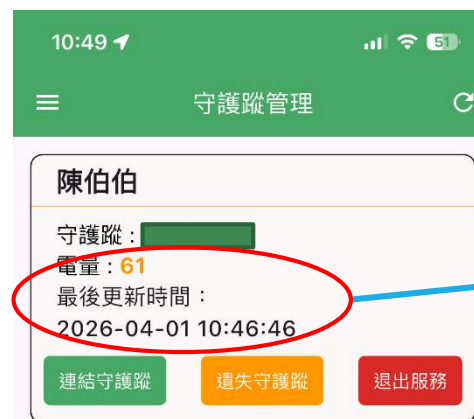 10:49
51
守護蹤管理
陳伯伯
守護蹤：
電量：61
最後更新時間：
2026-04-01 10:46:46
連結守護蹤
遺失守護蹤
退出服務